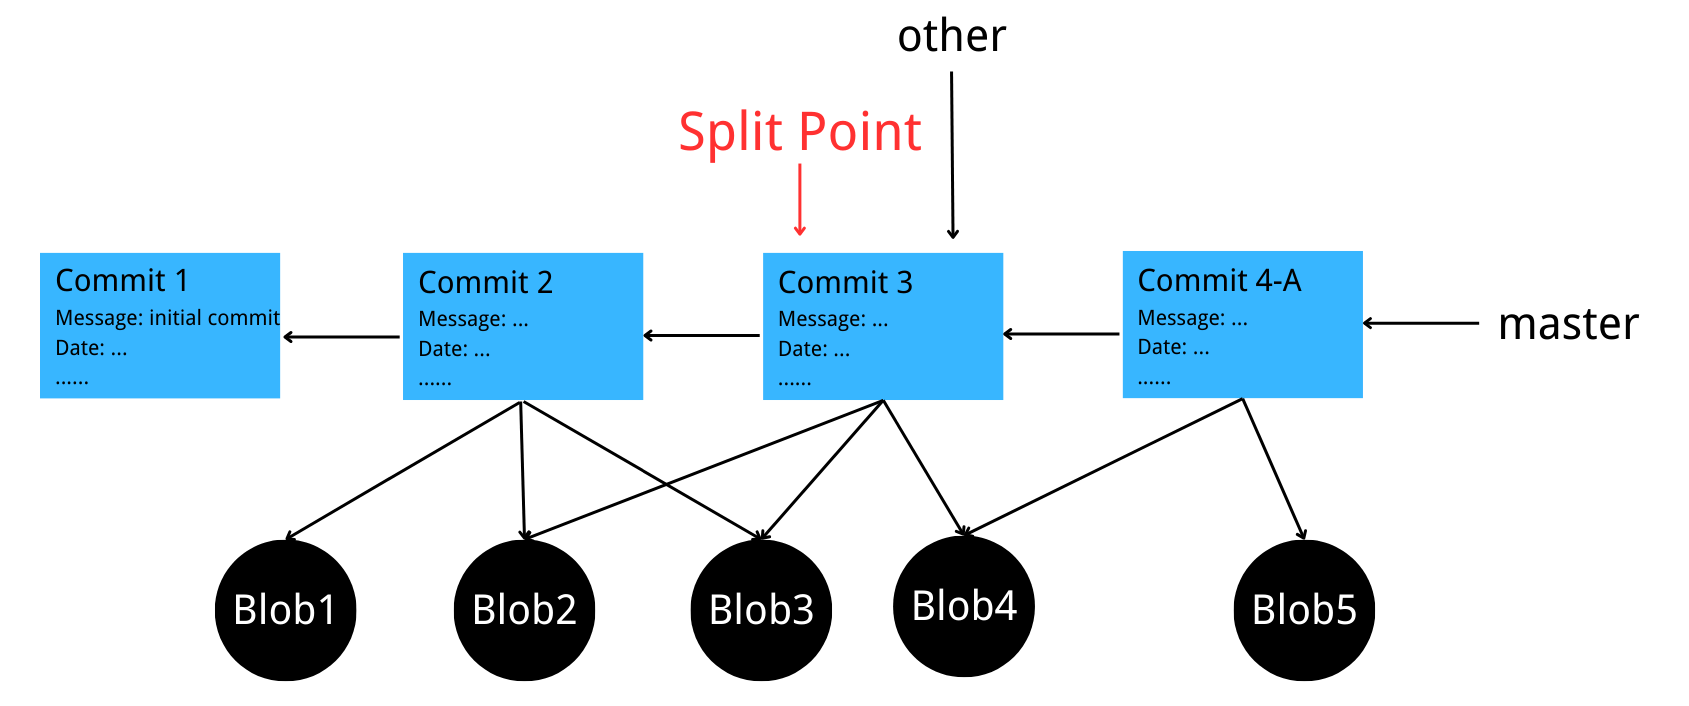 other
Split Point
Commit 1
Message: initial commit
Date: ...
......
Commit 2
Message: ...
Date: ...
......
Commit 3
Message: ...
Date: ...
......
Commit 4-A
Message: ...
Date: ...
......
master
Blob1
Blob2
Blob3
Blob4
Blob5